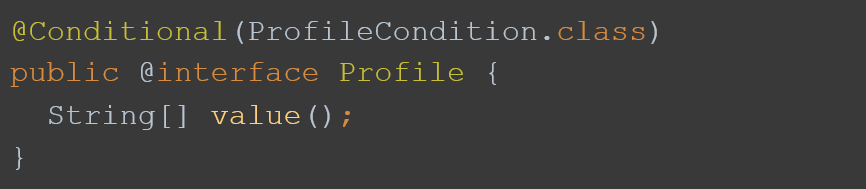 @Conditional(ProfileCondition.class)
public @interface Profile {
  String[] value();
}